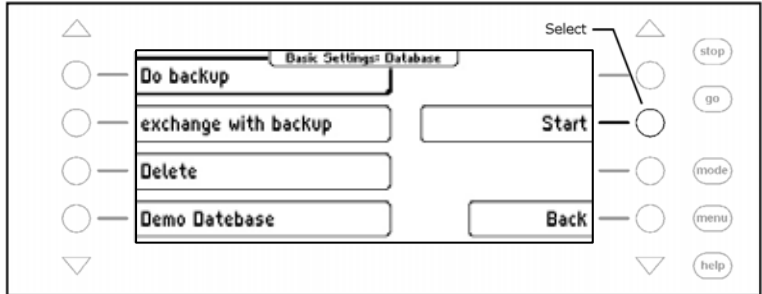 Select
stop
Basic Settings: Database
Do backup
go
exchange with backup
Start
Delete
mode
Demo Datebase
Back
menu
help